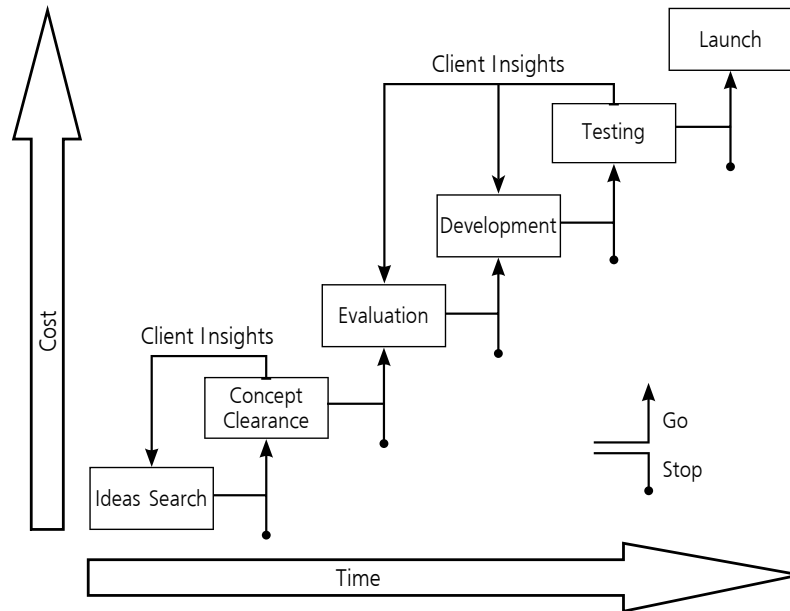 Launch
Client Insights
Testing
Development
Evaluation
Cost
Client Insights
Concept
Clearance
Go
Stop
Ideas Search
Time